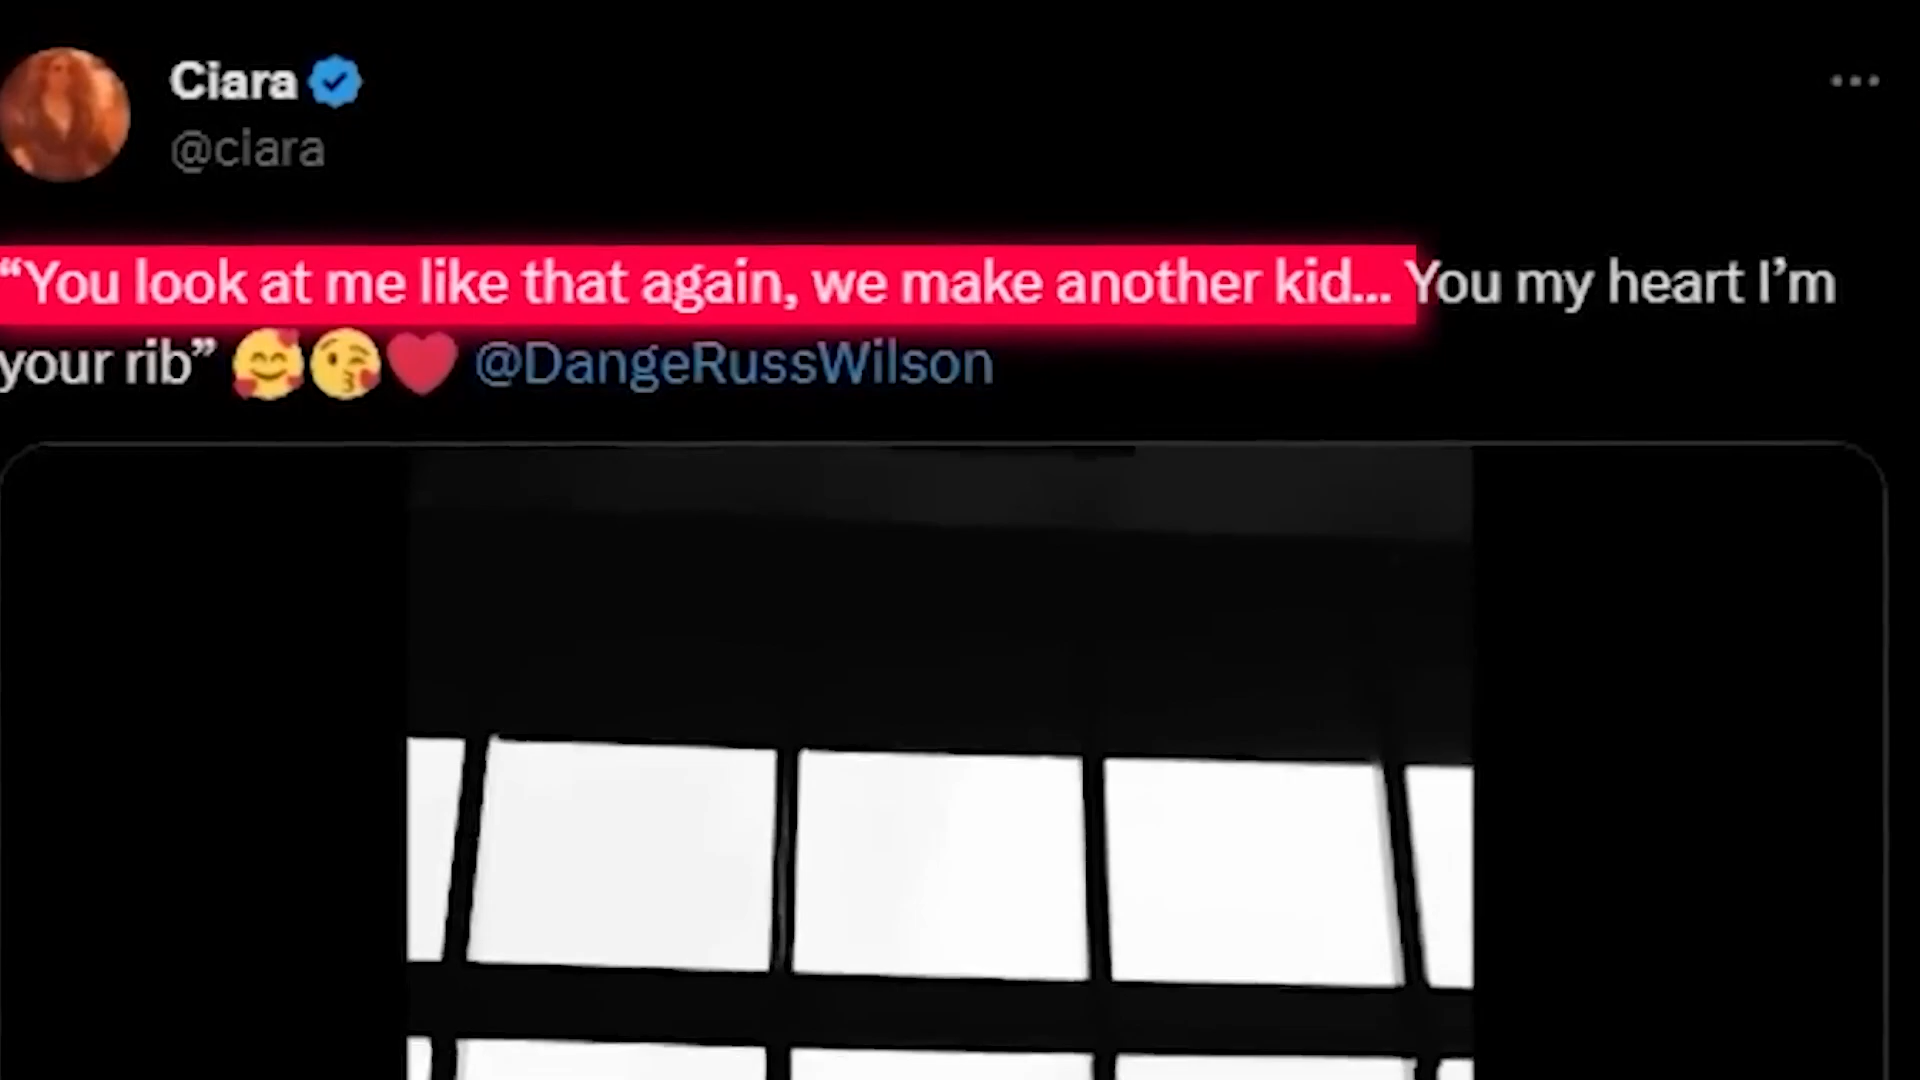 Ciara
@ciara
“You look at me like that again, we make another kid... You my heart I’m
your rib” 🥰😘❤️ @DangeRussWilson